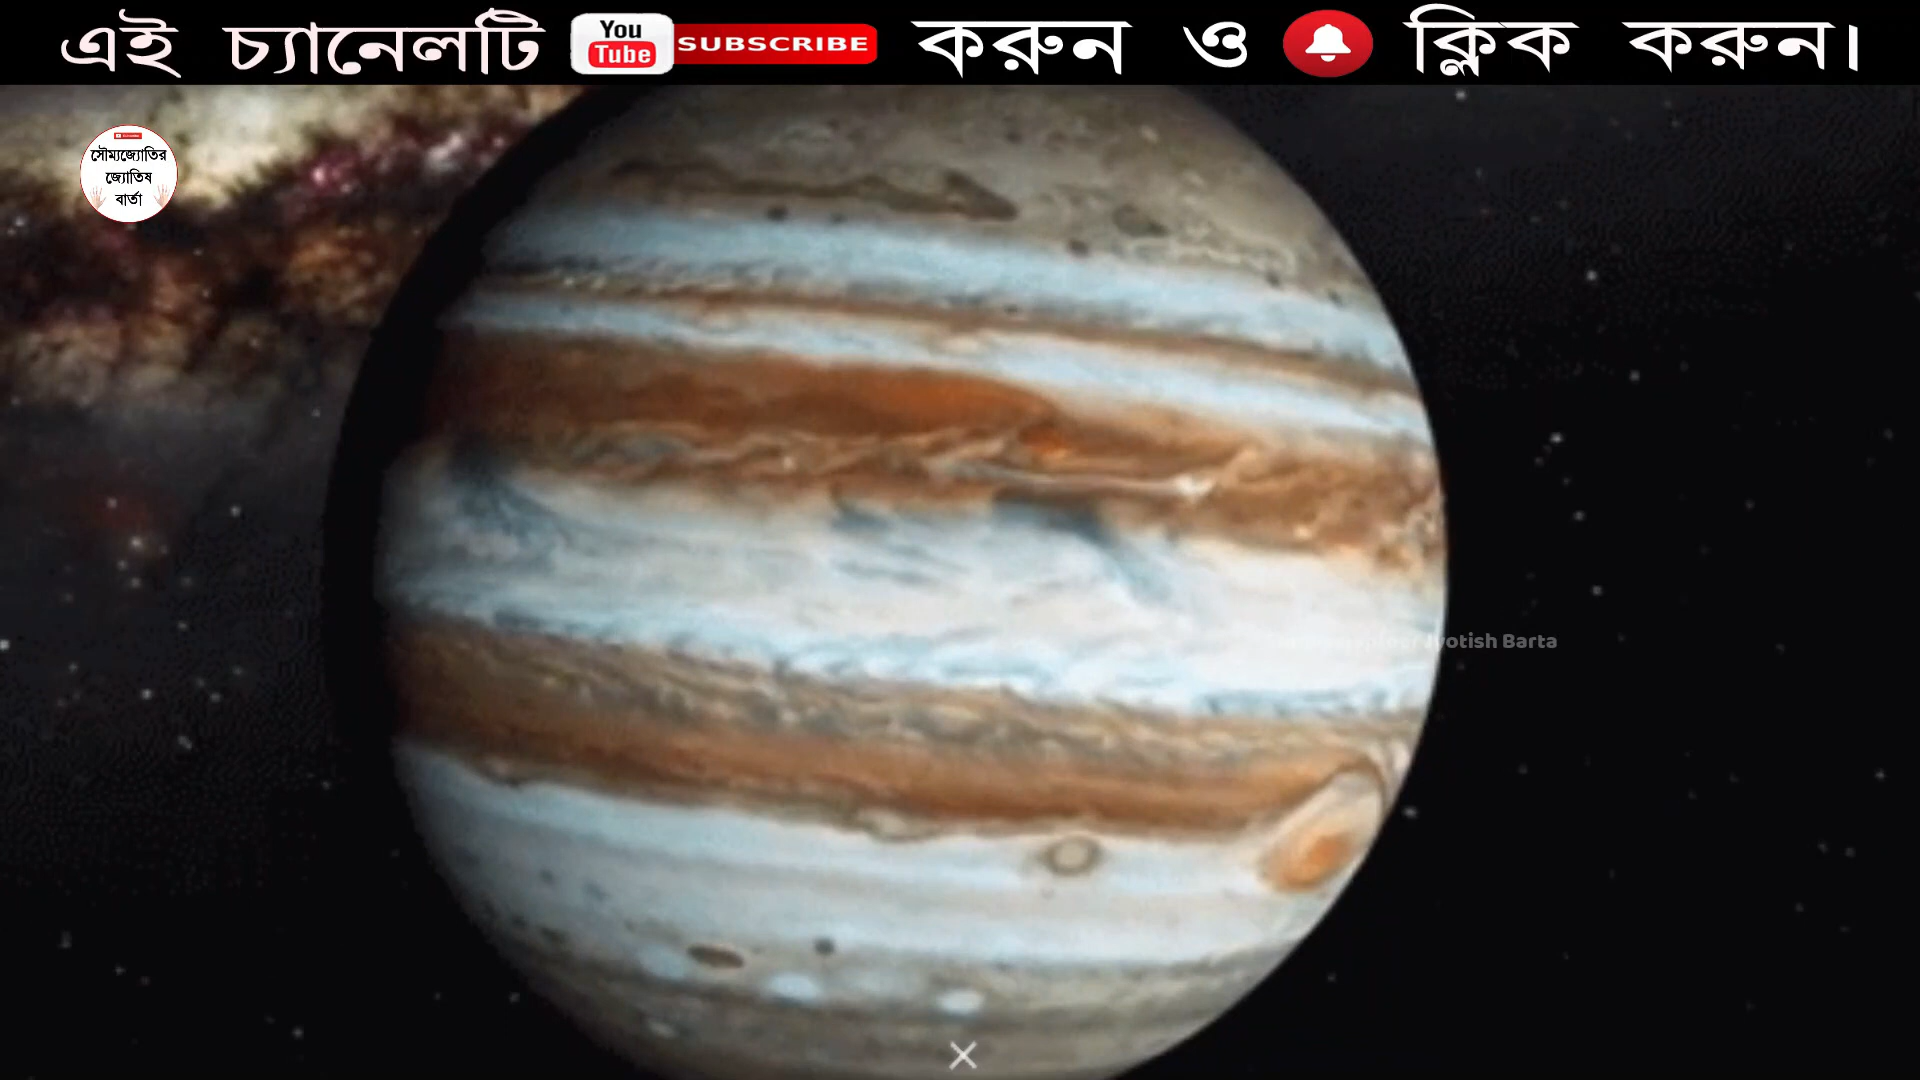 এই চ্যানেলটি You Tube SUBSCRIBE করুন ও ক্লিক করুন।
সৌম্যজ্যোতির
জ্যোতিষ
বার্তা
Jyotish Barta